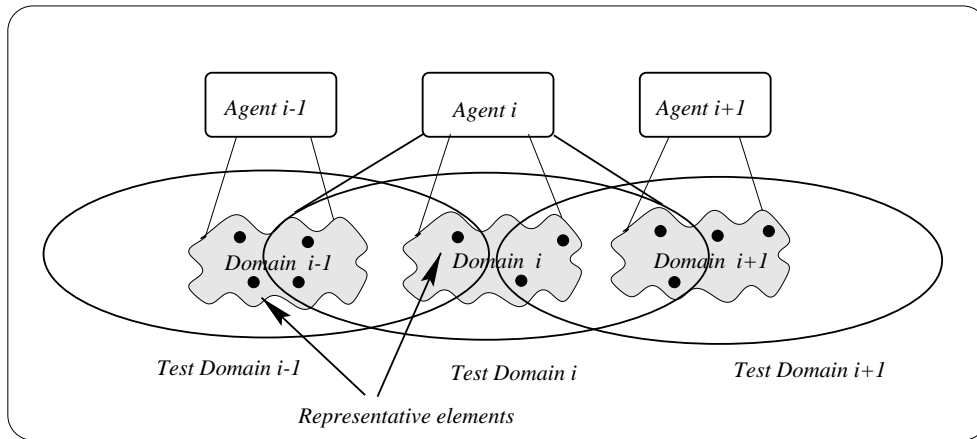 Agent i-1
Agent i
Agent i+1
Domain i-1
Domain i
Domain i+1
Test Domain i-1
Test Domain i
Test Domain i+1
Representative elements